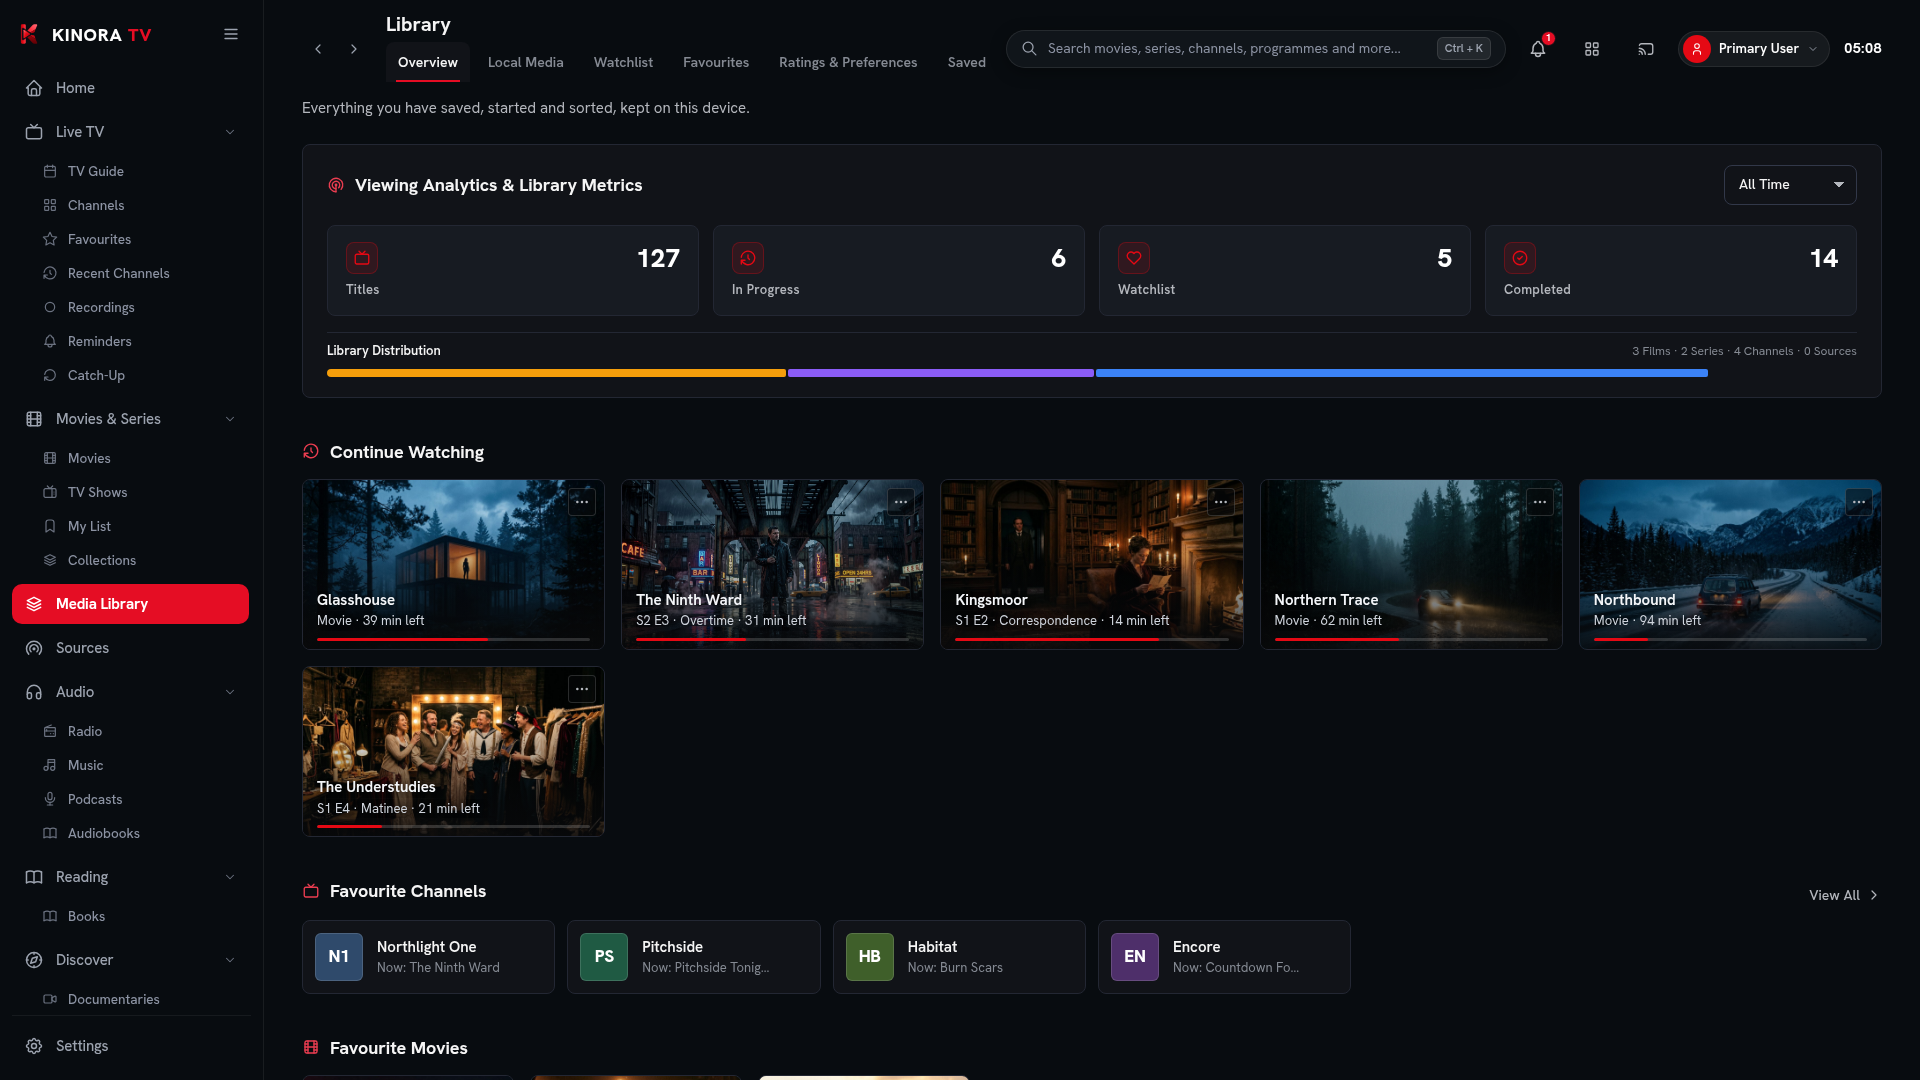 KINORA TV
Home
Live TV
TV Guide
Channels
Favourites
Recent Channels
Recordings
Reminders
Catch-Up
Movies & Series
Movies
TV Shows
My List
Collections
Media Library
Sources
Audio
Radio
Music
Podcasts
Audiobooks
Reading
Books
Discover
Documentaries
Settings
Library
Overview Local Media Watchlist Favourites Ratings & Preferences Saved
Search movies, series, channels, programmes and more... Ctrl + K
1
Primary User
05:08
Everything you have saved, started and sorted, kept on this device.
Viewing Analytics & Library Metrics
All Time
127
Titles
6
In Progress
5
Watchlist
14
Completed
Library Distribution
3 Films · 2 Series · 4 Channels · 0 Sources
Continue Watching
Glasshouse
Movie · 39 min left
CAFE
BAR
OPEN 24HRS
The Ninth Ward
S2 E3 · Overtime · 31 min left
Kingsmoor
S1 E2 · Correspondence · 14 min left
Northern Trace
Movie · 62 min left
Northbound
Movie · 94 min left
The Understudies
S1 E4 · Matinee · 21 min left
Favourite Channels
View All
N1
Northlight One
Now: The Ninth Ward
PS
Pitchside
Now: Pitchside Tonig...
HB
Habitat
Now: Burn Scars
EN
Encore
Now: Countdown Fo...
Favourite Movies